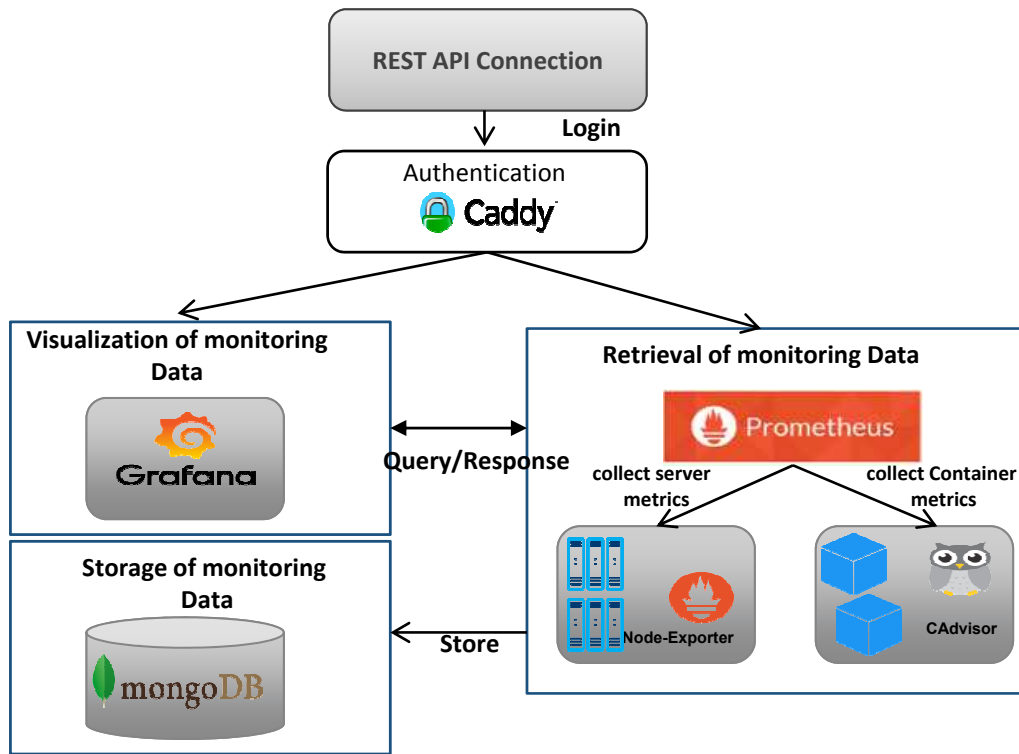 REST API Connection
Login
Authentication
Caddy
Visualization of monitoring
Data
Grafana
Query/Response
Retrieval of monitoring Data
Prometheus
collect server
metrics
collect Container
metrics
Node-Exporter
CAdvisor
Storage of monitoring
Data
mongoDB
Store